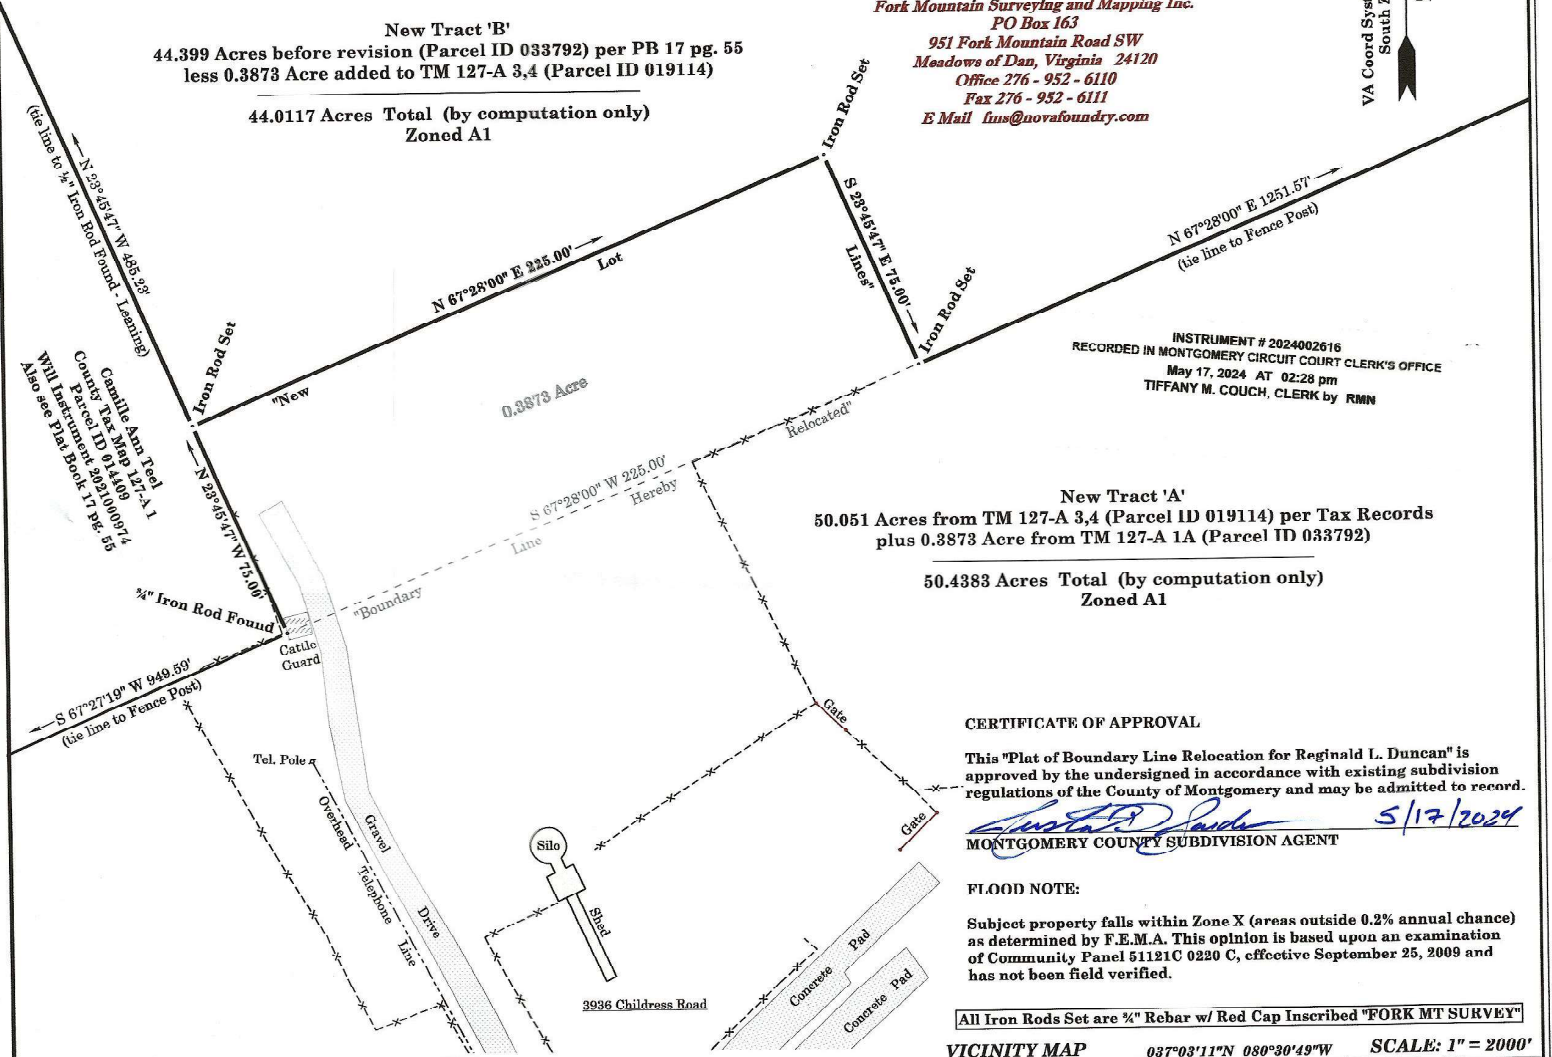 New Tract 'B'
44.399 Acres before revision (Parcel ID 033792) per PB 17 pg. 55
less 0.3873 Acre added to TM 127-A 3,4 (Parcel ID 019114)
44.0117 Acres Total (by computation only)
Zoned A1
Fork Mountain Surveying and Mapping Inc.
PO Box 163
951 Fork Mountain Road SW
Meadows of Dan, Virginia 24120
Office 276 - 952 - 6110
Fax 276 - 952 - 6111
E Mail fms@novafoundry.com
VA Coord Sys
South Z
N 23°45'47" W 485.23'
(tie line to ½" Iron Rod Found - Leaning)
Iron Rod Set
N 67°28'00" E 225.00'
"New
Lot
Iron Rod Set
S 23°45'47" E 75.00'
Lines"
Iron Rod Set
N 67°28'00" E 1251.57'
(tie line to Fence Post)
INSTRUMENT # 2024002616
RECORDED IN MONTGOMERY CIRCUIT COURT CLERK'S OFFICE
May 17, 2024 AT 02:28 pm
TIFFANY M. COUCH, CLERK by RMN
Camille Ann Teel
County Tax Map 127-A 1
Parcel ID 014409
Will Instrument 2021000974
Also see Plat Book 17 pg. 55
0.3873 Acre
N 23°45'47" W 75.00'
S 67°28'00" W 225.00'
"Boundary
Line
Hereby
Relocated"
New Tract 'A'
50.051 Acres from TM 127-A 3,4 (Parcel ID 019114) per Tax Records
plus 0.3873 Acre from TM 127-A 1A (Parcel ID 033792)
50.4383 Acres Total (by computation only)
Zoned A1
¾" Iron Rod Found
Cattle
Guard
S 67°27'19" W 949.59'
(tie line to Fence Post)
Tel. Pole
Overhead
Telephone
Line
Gravel
Drive
Gate
Gate
Silo
Shed
3936 Childress Road
Concrete Pad
Concrete Pad
CERTIFICATE OF APPROVAL
This "Plat of Boundary Line Relocation for Reginald L. Duncan" is
approved by the undersigned in accordance with existing subdivision
regulations of the County of Montgomery and may be admitted to record.
5/17/2024
MONTGOMERY COUNTY SUBDIVISION AGENT
FLOOD NOTE:
Subject property falls within Zone X (areas outside 0.2% annual chance)
as determined by F.E.M.A. This opinion is based upon an examination
of Community Panel 51121C 0220 C, effective September 25, 2009 and
has not been field verified.
All Iron Rods Set are ¾" Rebar w/ Red Cap Inscribed "FORK MT SURVEY"
VICINITY MAP 037°03'11"N 080°30'49"W SCALE: 1" = 2000'